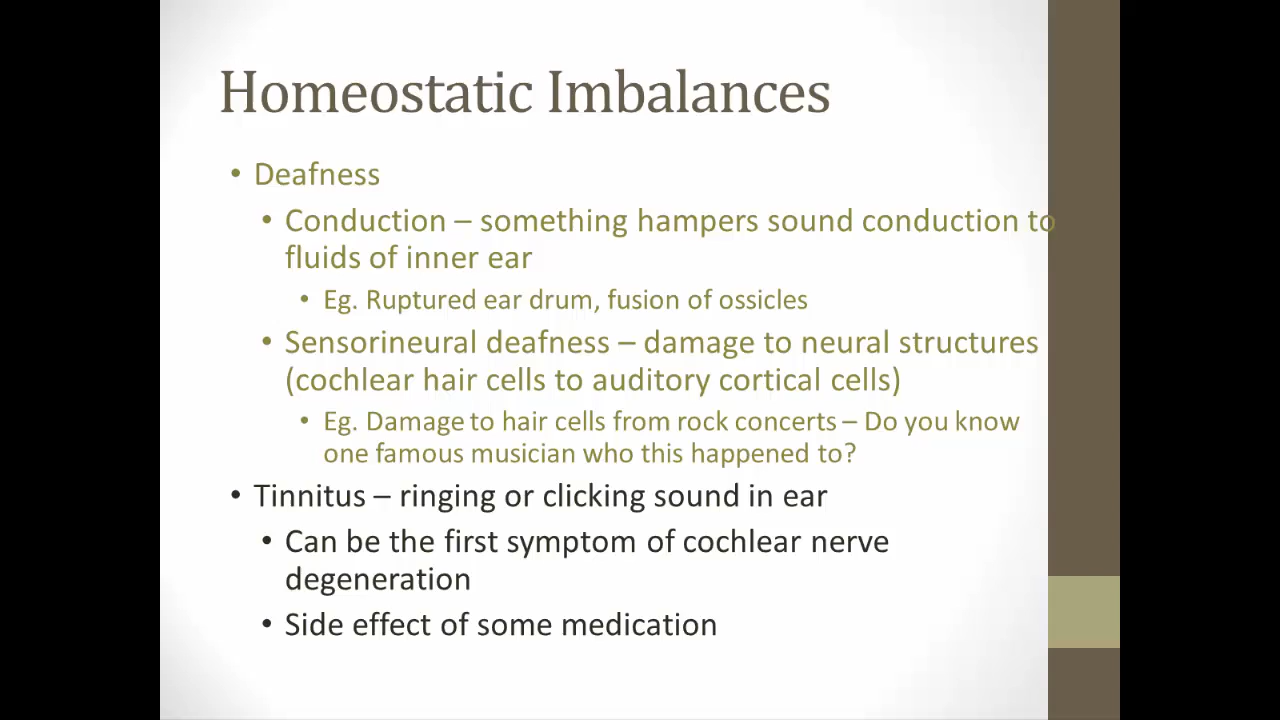 Homeostatic Imbalances
• Deafness
• Conduction – something hampers sound conduction to
fluids of inner ear
• Eg. Ruptured ear drum, fusion of ossicles
• Sensorineural deafness – damage to neural structures
(cochlear hair cells to auditory cortical cells)
• Eg. Damage to hair cells from rock concerts – Do you know
one famous musician who this happened to?
• Tinnitus – ringing or clicking sound in ear
• Can be the first symptom of cochlear nerve
degeneration
• Side effect of some medication